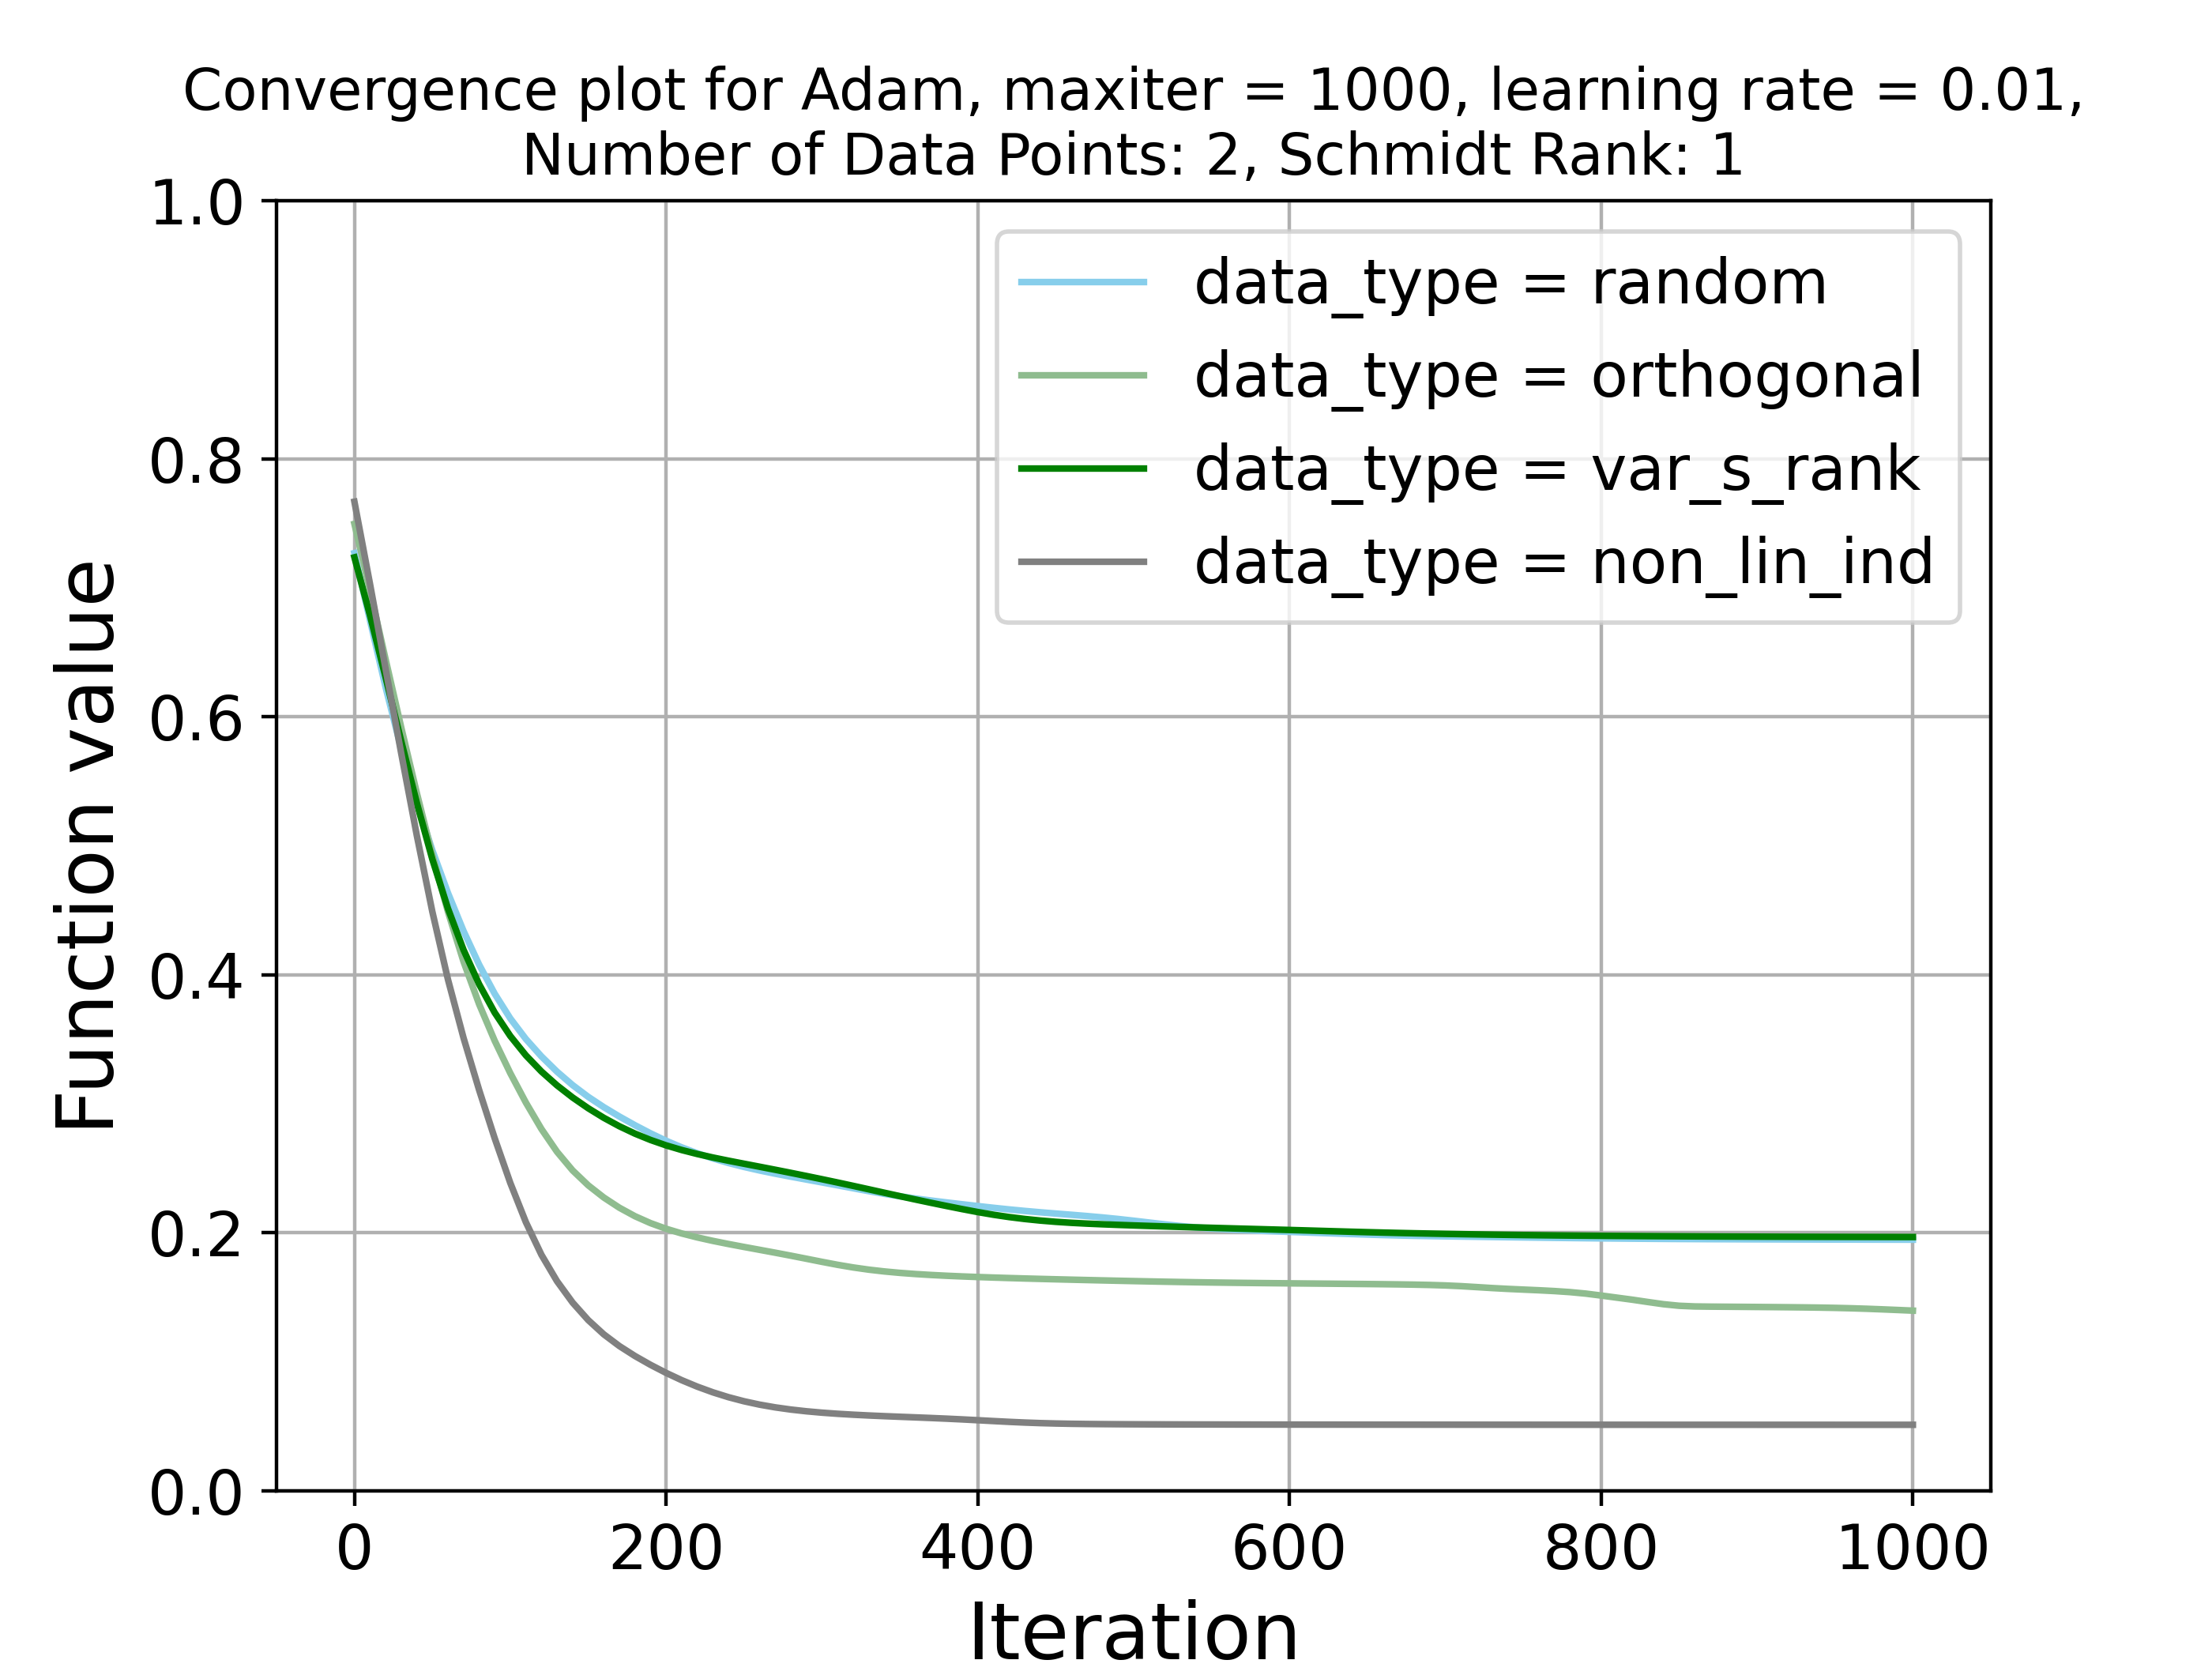 Convergence plot for Adam, maxiter = 1000, learning rate = 0.01,
Number of Data Points: 2, Schmidt Rank: 1
1.0
0.8
0.6
0.4
0.2
0.0
Function value
data_type = random
data_type = orthogonal
data_type = var_s_rank
data_type = non_lin_ind
0 200 400 600 800 1000
Iteration